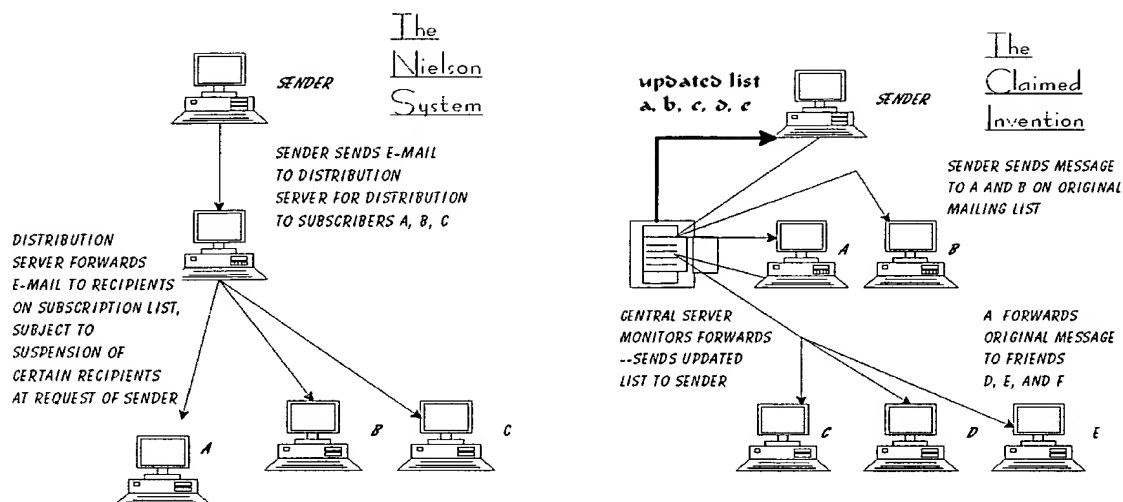 The
Nielson
System
SENDER
SENDER SENDS E-MAIL
TO DISTRIBUTION
SERVER FOR DISTRIBUTION
TO SUBSCRIBERS A, B, C
DISTRIBUTION
SERVER FORWARDS
E-MAIL TO RECIPIENTS
ON SUBSCRIPTION LIST,
SUBJECT TO
SUSPENSION OF
CERTAIN RECIPIENTS
AT REQUEST OF SENDER
A
B
C
The
Claimed
Invention
updated list
a, b, c, d, e
SENDER
SENDER SENDS MESSAGE
TO A AND B ON ORIGINAL
MAILING LIST
A
B
CENTRAL SERVER
MONITORS FORWARDS
--SENDS UPDATED
LIST TO SENDER
A FORWARDS
ORIGINAL MESSAGE
TO FRIENDS
D, E, AND F
C
D
E